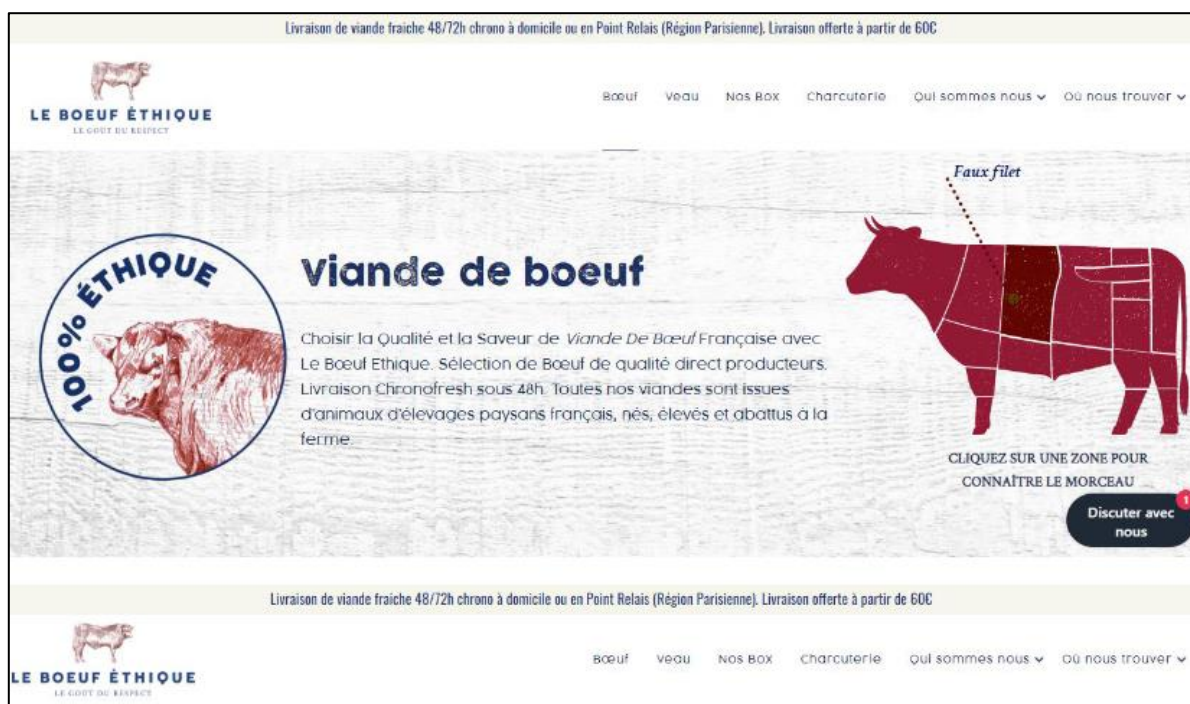 Livraison de viande fraiche 48/72h chrono à domicile ou en Point Relais (Région Parisienne). Livraison offerte à partir de 60€
LE BOEUF ÉTHIQUE
LE GOÛT DU RESPECT
Bœuf Veau Nos Box Charcuterie Qui sommes nous Où nous trouver
Faux filet
100% ÉTHIQUE
Viande de boeuf
Choisir la Qualité et la Saveur de Viande De Bœuf Française avec
Le Bœuf Ethique. Sélection de Bœuf de qualité direct producteurs.
Livraison Chronofresh sous 48h. Toutes nos viandes sont issues
d'animaux d'élevages paysans français, nés, élevés et abattus à la
ferme.
CLIQUEZ SUR UNE ZONE POUR
CONNAÎTRE LE MORCEAU
1
Discuter avec
nous
Livraison de viande fraiche 48/72h chrono à domicile ou en Point Relais (Région Parisienne). Livraison offerte à partir de 60€
LE BOEUF ÉTHIQUE
LE GOÛT DU RESPECT
Bœuf Veau Nos Box Charcuterie Qui sommes nous Où nous trouver